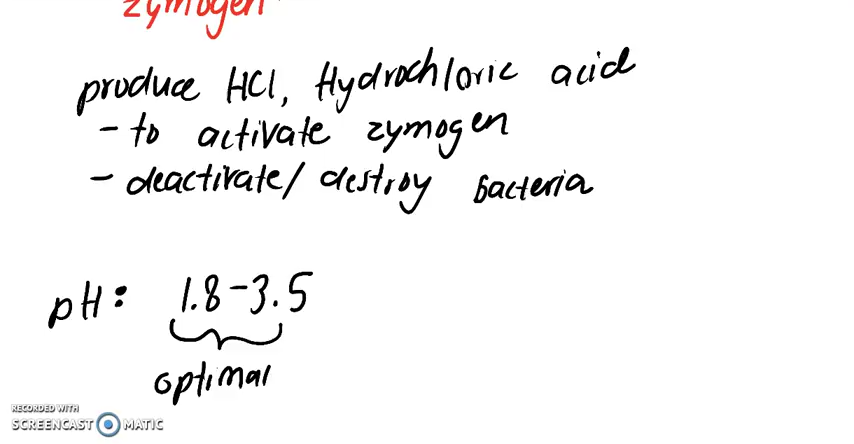 zymogen
produce HCl, Hydrochloric acid
- to activate zymogen
- deactivate/destroy bacteria
pH: 1.8-3.5
optimal
RECORDED WITH
SCREENCAST MATIC